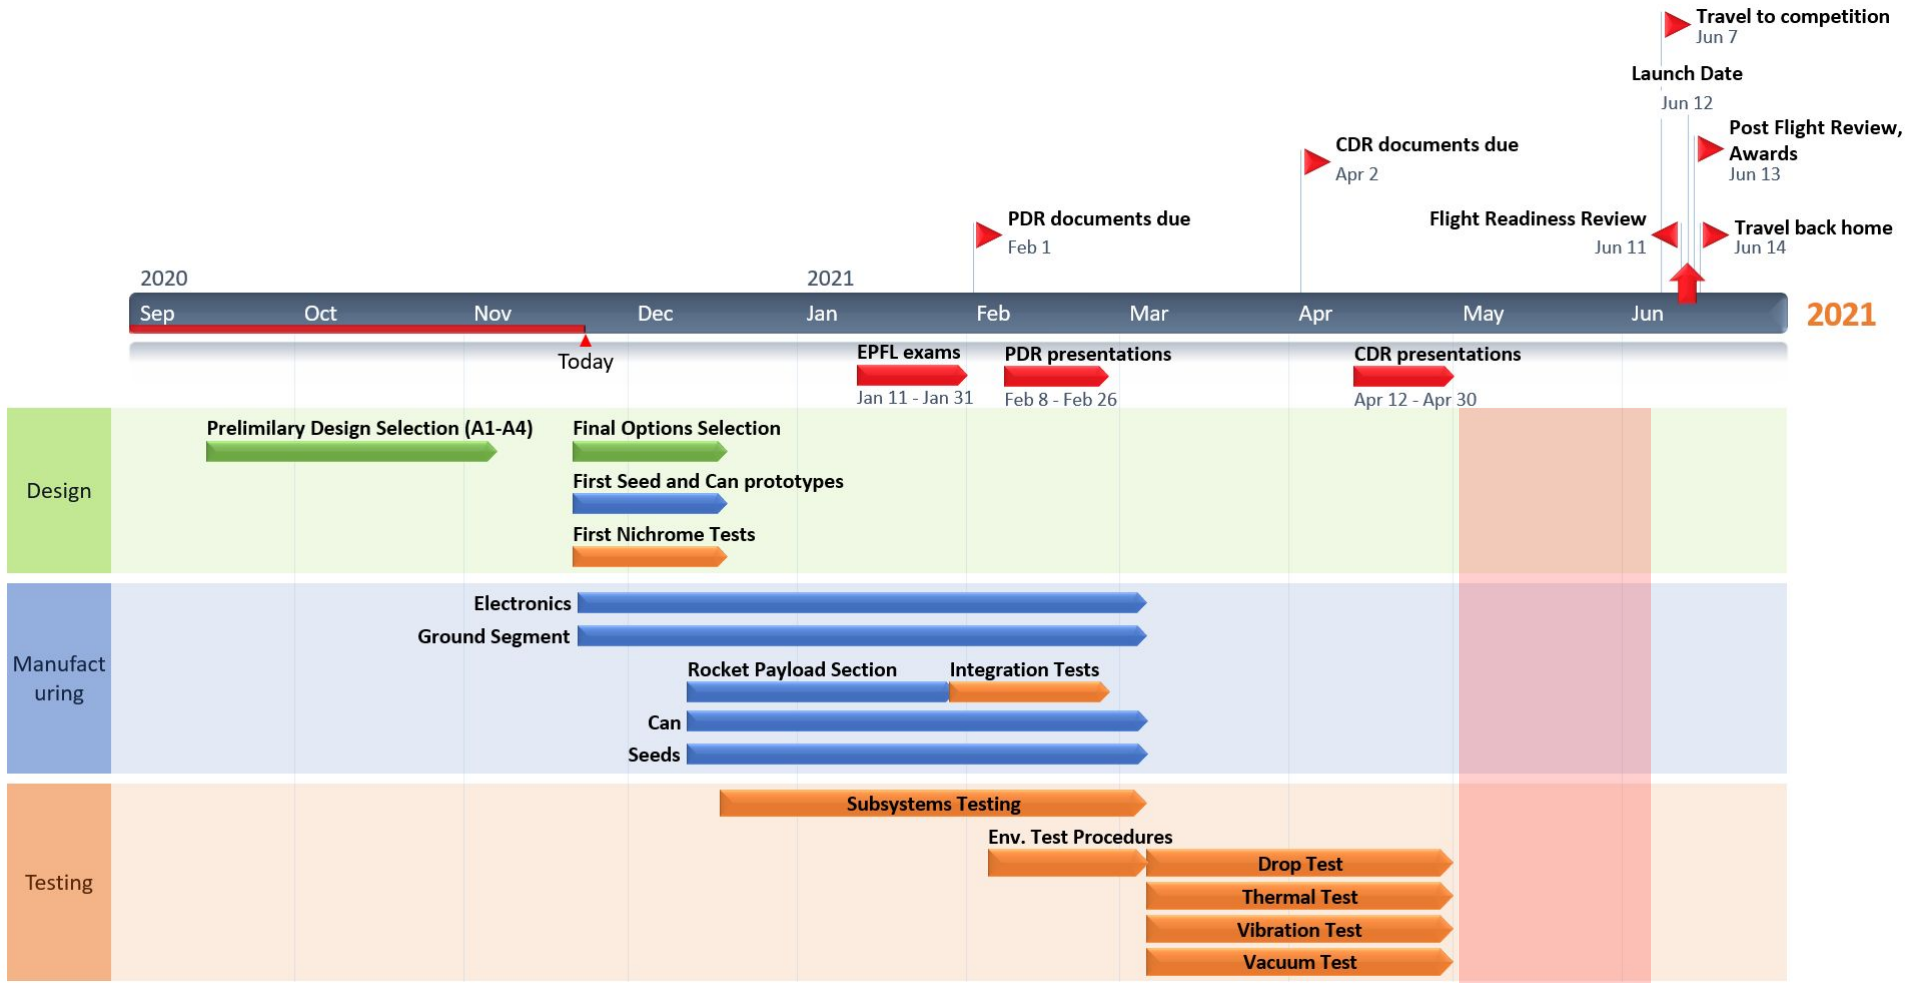 Travel to competition
Jun 7
Launch Date
Jun 12
Post Flight Review,
Awards
Jun 13
CDR documents due
Apr 2
PDR documents due
Feb 1
Flight Readiness Review
Jun 11
Travel back home
Jun 14
2020
2021
Sep Oct Nov Dec Jan Feb Mar Apr May Jun
2021
Today
EPFL exams
Jan 11 - Jan 31
PDR presentations
Feb 8 - Feb 26
CDR presentations
Apr 12 - Apr 30
Design
Prelimilary Design Selection (A1-A4)
Final Options Selection
First Seed and Can prototypes
First Nichrome Tests
Manufact
uring
Electronics
Ground Segment
Rocket Payload Section
Integration Tests
Can
Seeds
Testing
Subsystems Testing
Env. Test Procedures
Drop Test
Thermal Test
Vibration Test
Vacuum Test